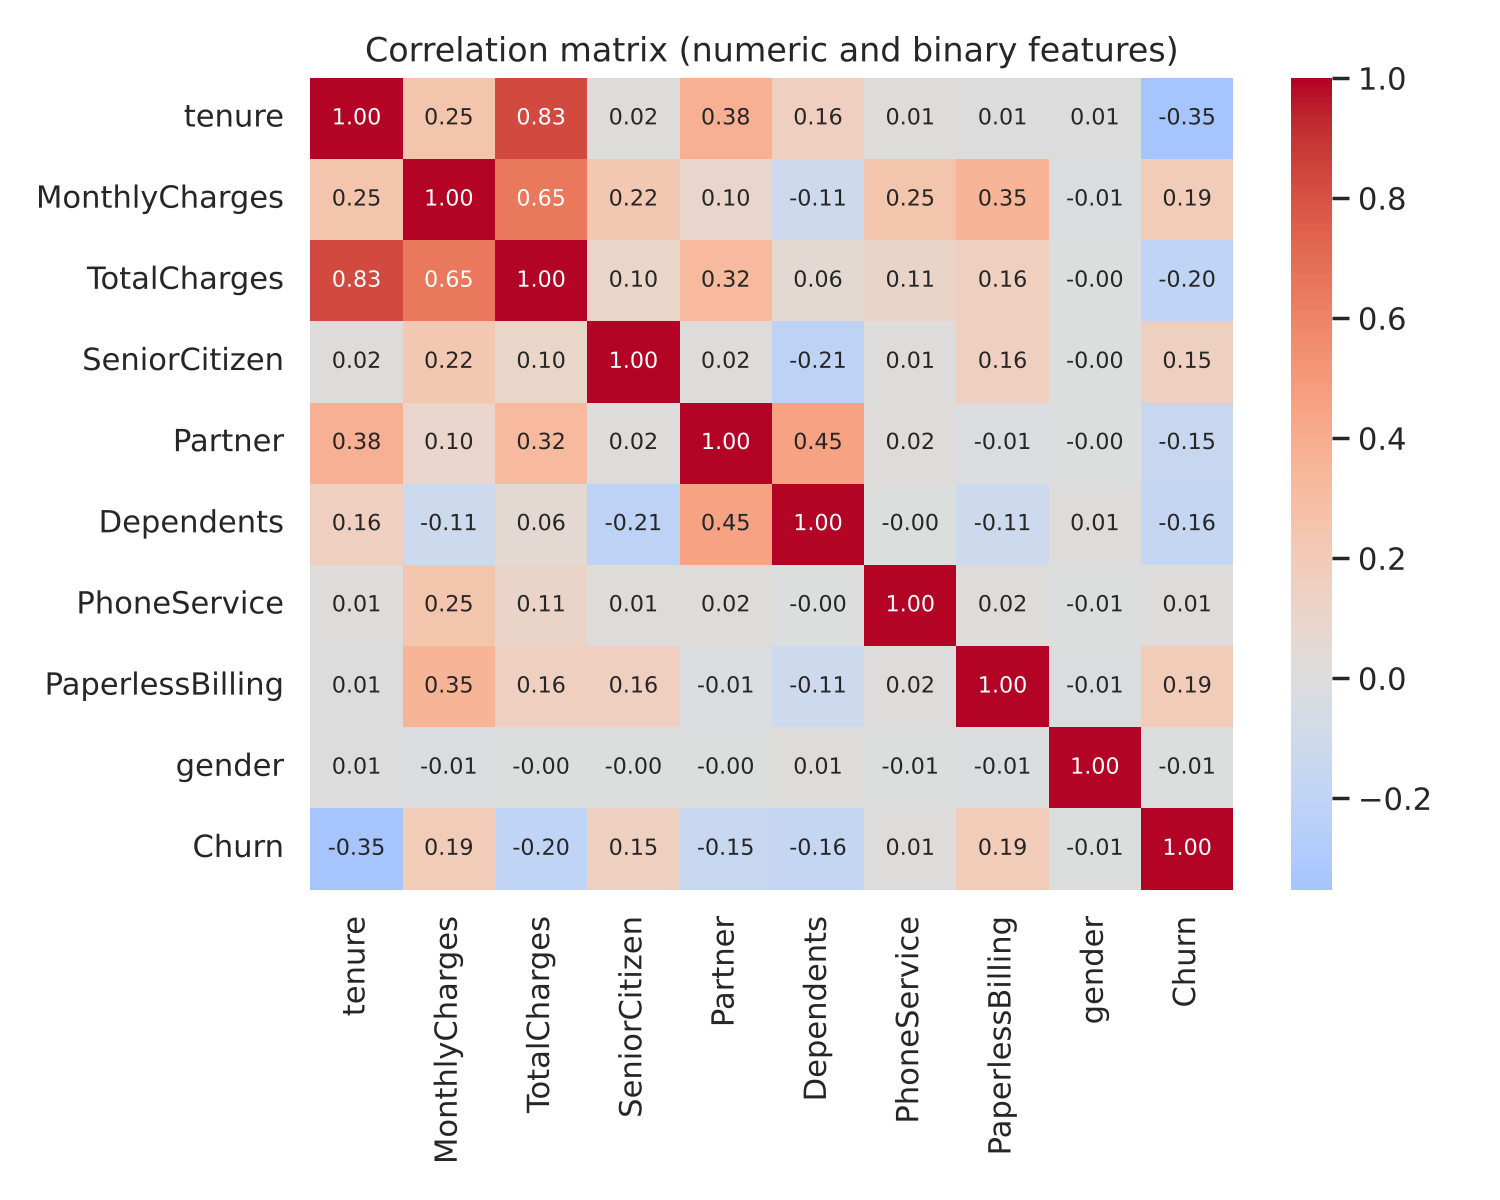 Correlation matrix (numeric and binary features)
tenure 1.00 0.25 0.83 0.02 0.38 0.16 0.01 0.01 0.01 -0.35
MonthlyCharges 0.25 1.00 0.65 0.22 0.10 -0.11 0.25 0.35 -0.01 0.19
TotalCharges 0.83 0.65 1.00 0.10 0.32 0.06 0.11 0.16 -0.00 -0.20
SeniorCitizen 0.02 0.22 0.10 1.00 0.02 -0.21 0.01 0.16 -0.00 0.15
Partner 0.38 0.10 0.32 0.02 1.00 0.45 0.02 -0.01 -0.00 -0.15
Dependents 0.16 -0.11 0.06 -0.21 0.45 1.00 -0.00 -0.11 0.01 -0.16
PhoneService 0.01 0.25 0.11 0.01 0.02 -0.00 1.00 0.02 -0.01 0.01
PaperlessBilling 0.01 0.35 0.16 0.16 -0.01 -0.11 0.02 1.00 -0.01 0.19
gender 0.01 -0.01 -0.00 -0.00 -0.00 0.01 -0.01 -0.01 1.00 -0.01
Churn -0.35 0.19 -0.20 0.15 -0.15 -0.16 0.01 0.19 -0.01 1.00
tenure MonthlyCharges TotalCharges SeniorCitizen Partner Dependents PhoneService PaperlessBilling gender Churn
1.0
0.8
0.6
0.4
0.2
0.0
−0.2